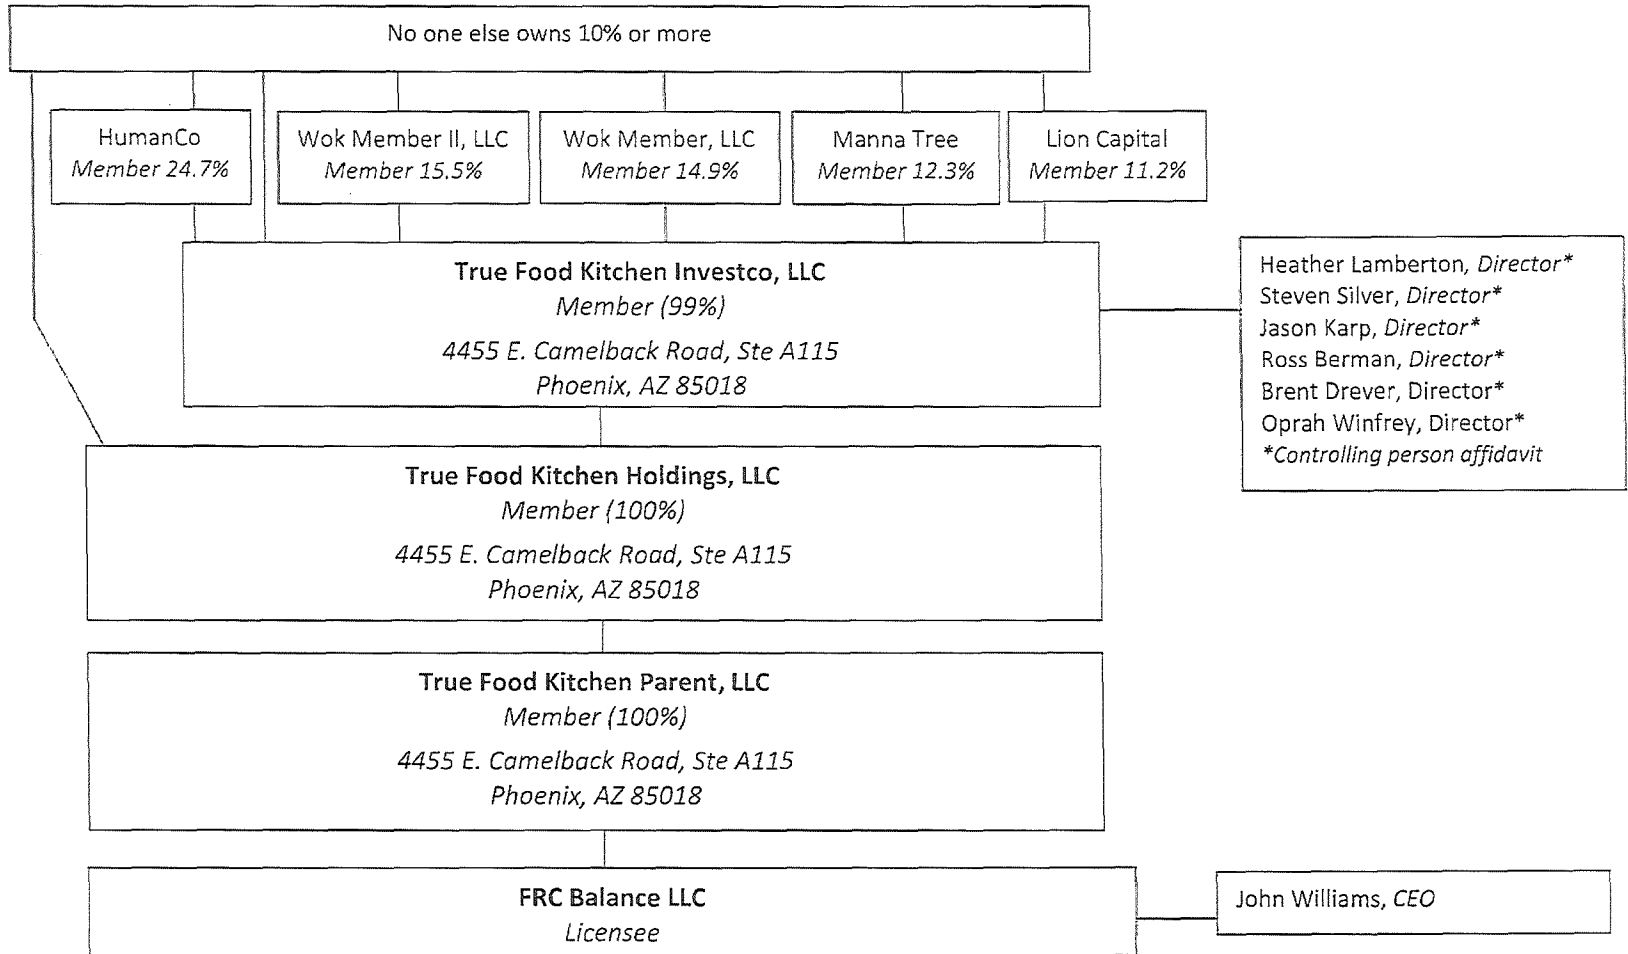 No one else owns 10% or more
HumanCo
Member 24.7%
Wok Member II, LLC
Member 15.5%
Wok Member, LLC
Member 14.9%
Manna Tree
Member 12.3%
Lion Capital
Member 11.2%
True Food Kitchen Investco, LLC
Member (99%)
4455 E. Camelback Road, Ste A115
Phoenix, AZ 85018
Heather Lamberton, Director*
Steven Silver, Director*
Jason Karp, Director*
Ross Berman, Director*
Brent Drever, Director*
Oprah Winfrey, Director*
*Controlling person affidavit
True Food Kitchen Holdings, LLC
Member (100%)
4455 E. Camelback Road, Ste A115
Phoenix, AZ 85018
True Food Kitchen Parent, LLC
Member (100%)
4455 E. Camelback Road, Ste A115
Phoenix, AZ 85018
FRC Balance LLC
Licensee
John Williams, CEO